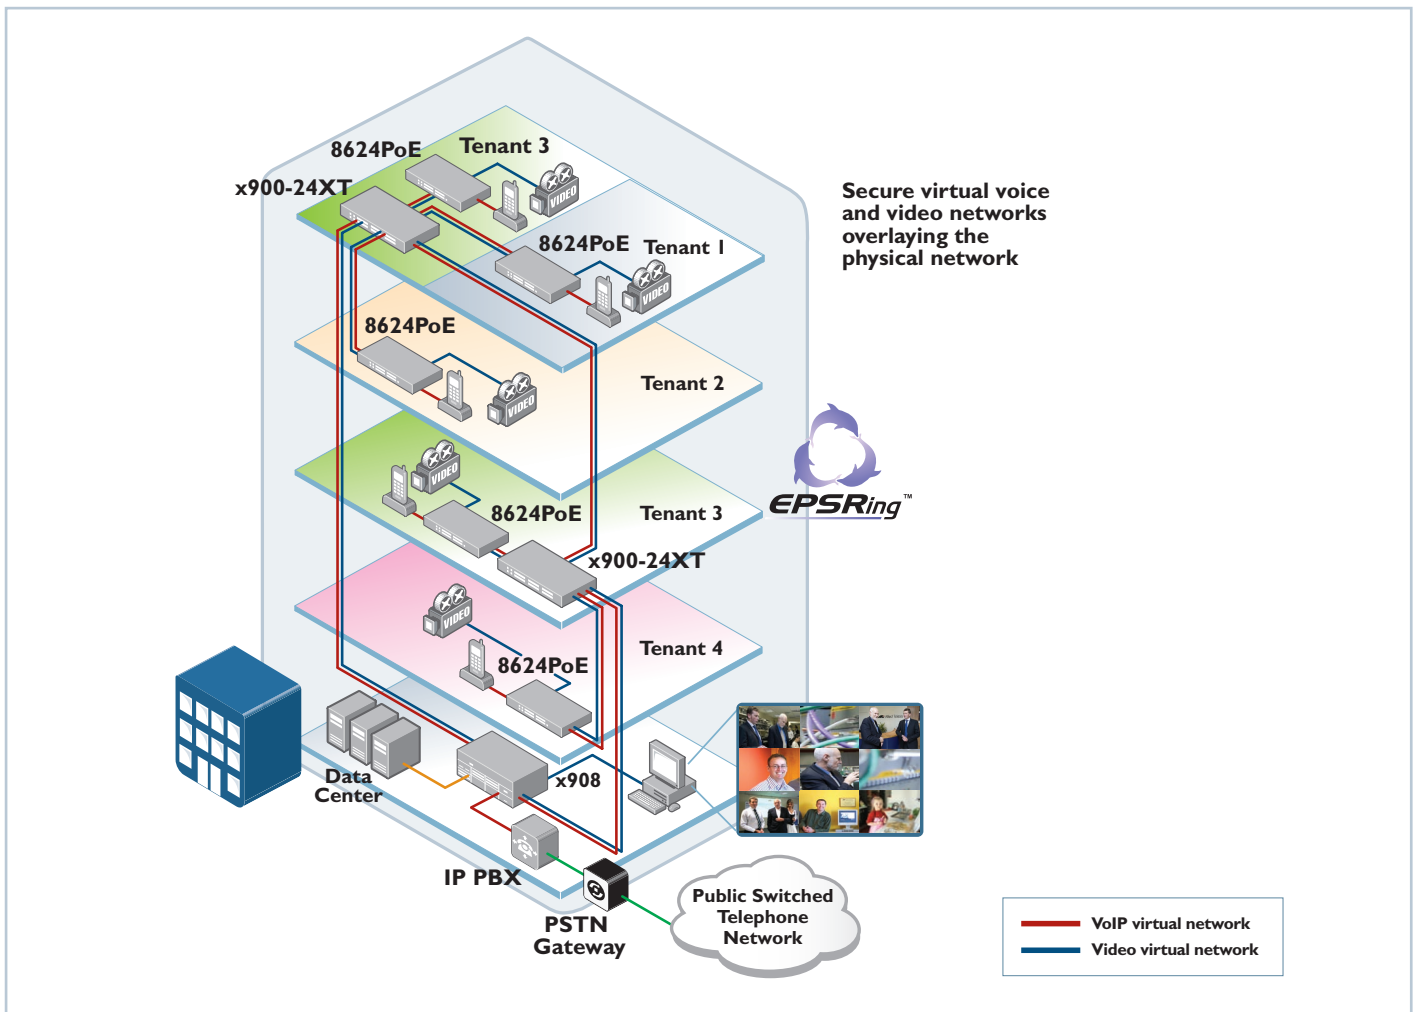 8624PoE
Tenant 3
x900-24XT
VIDEO
8624PoE
Tenant 1
VIDEO
Secure virtual voice
and video networks
overlaying the
physical network
8624PoE
Tenant 2
VIDEO
EPSRing™
VIDEO
8624PoE
Tenant 3
x900-24XT
VIDEO
8624PoE
Tenant 4
Data
Center
x908
IP PBX
PSTN
Gateway
Public Switched
Telephone
Network
VoIP virtual network
Video virtual network